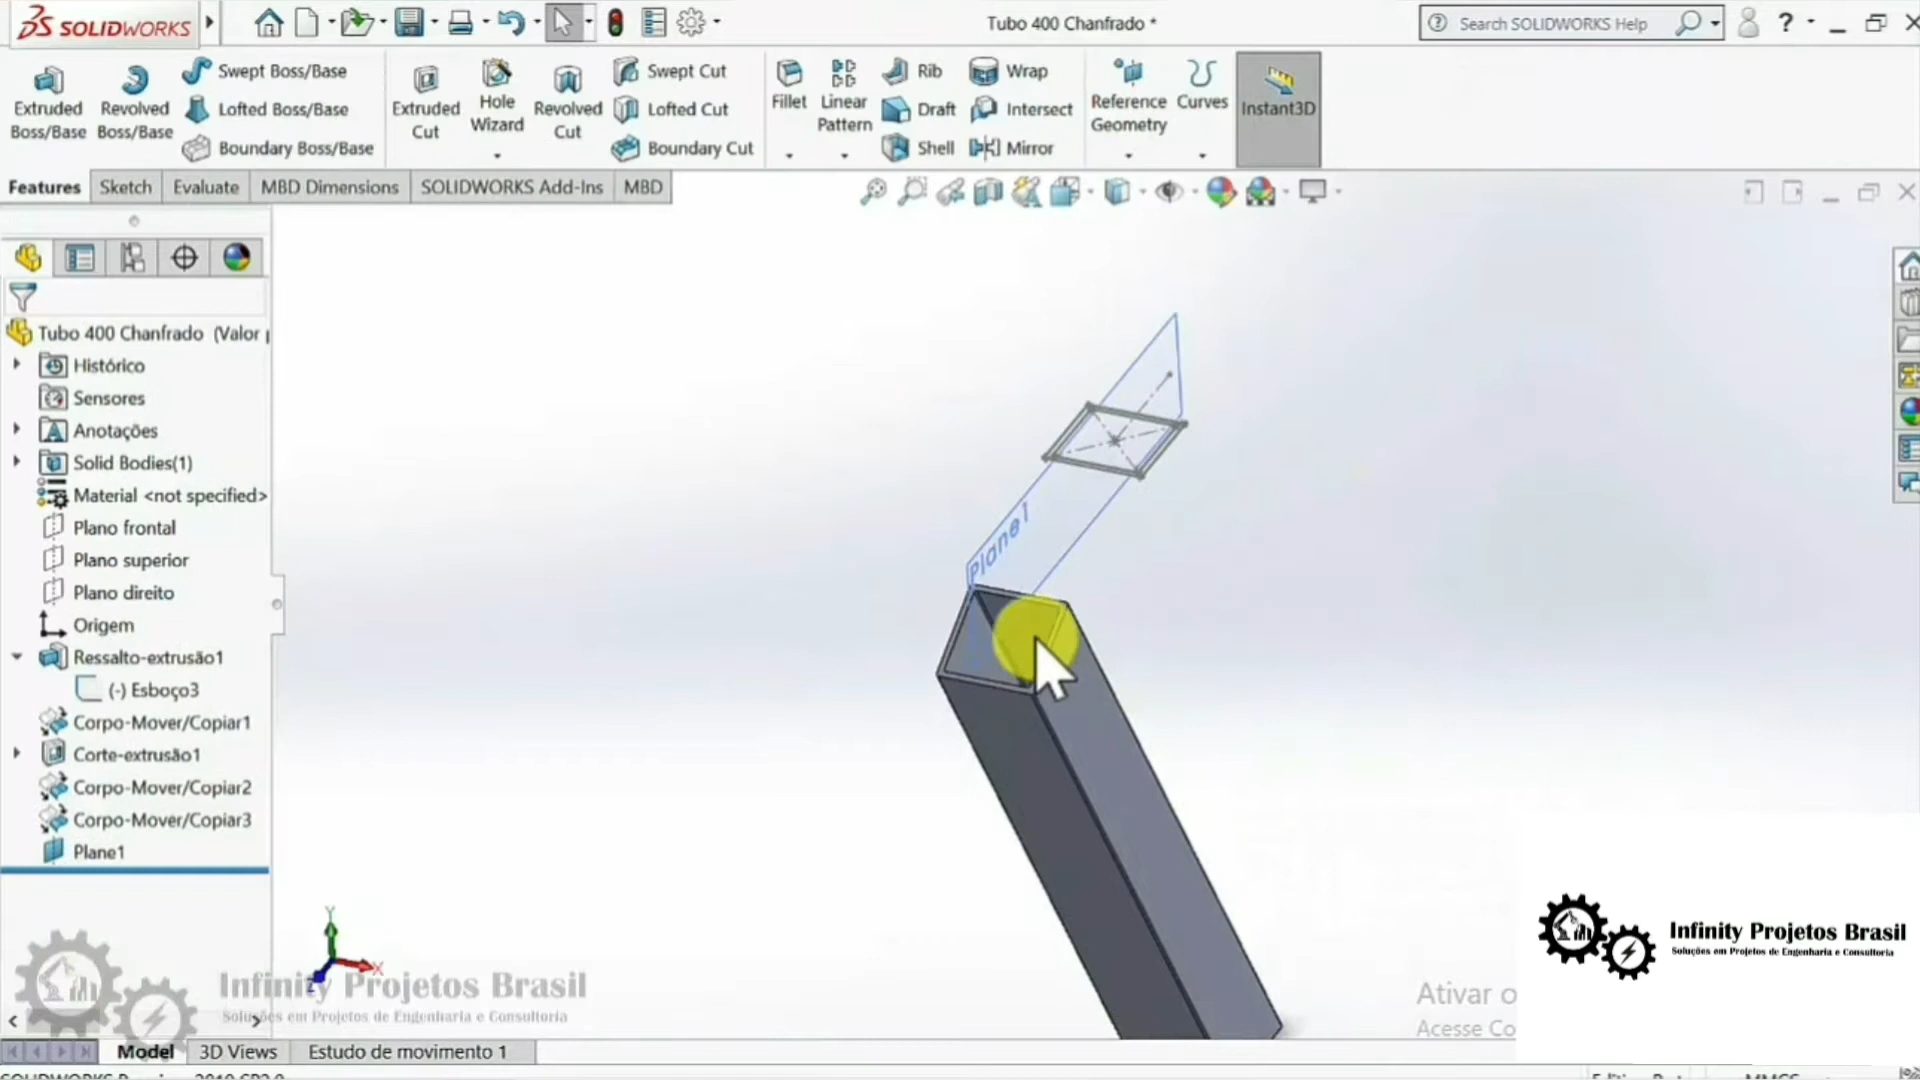 SOLIDWORKS
Tubo 400 Chanfrado *
Search SOLIDWORKS Help
?
Extruded
Boss/Base
Revolved
Boss/Base
Swept Boss/Base
Lofted Boss/Base
Boundary Boss/Base
Extruded
Cut
Hole
Wizard
Revolved
Cut
Swept Cut
Lofted Cut
Boundary Cut
Fillet
Linear
Pattern
Rib
Draft
Shell
Wrap
Intersect
Mirror
Reference
Geometry
Curves
Instant3D
Features
Sketch
Evaluate
MBD Dimensions
SOLIDWORKS Add-Ins
MBD
Tubo 400 Chanfrado (Valor
Histórico
Sensores
Anotações
Solid Bodies(1)
Material <not specified>
Plano frontal
Plano superior
Plano direito
Origem
Ressalto-extrusão1
(-) Esboço3
Corpo-Mover/Copiar1
Corte-extrusão1
Corpo-Mover/Copiar2
Corpo-Mover/Copiar3
Plane1
Plane1
Y
X
Z
Infinity Projetos Brasil
Soluções em Projetos de Engenharia e Consultoria
Infinity Projetos Brasil
Soluções em Projetos de Engenharia e Consultoria
Ativar o
Acesse Co
Model
3D Views
Estudo de movimento 1